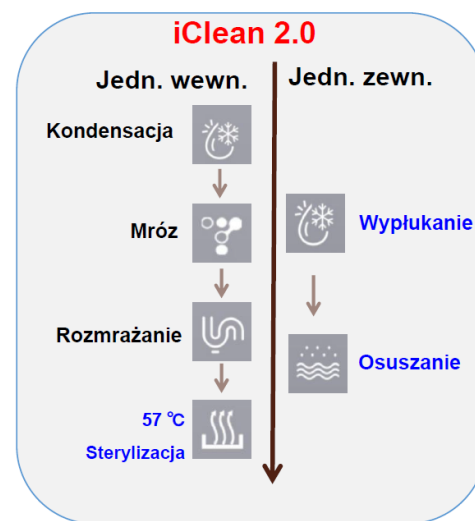 iClean 2.0
Jedn. wewn.
Jedn. zewn.
Kondensacja
Mróz
Wypłukanie
Rozmrażanie
Osuszanie
57 °C
Sterylizacja